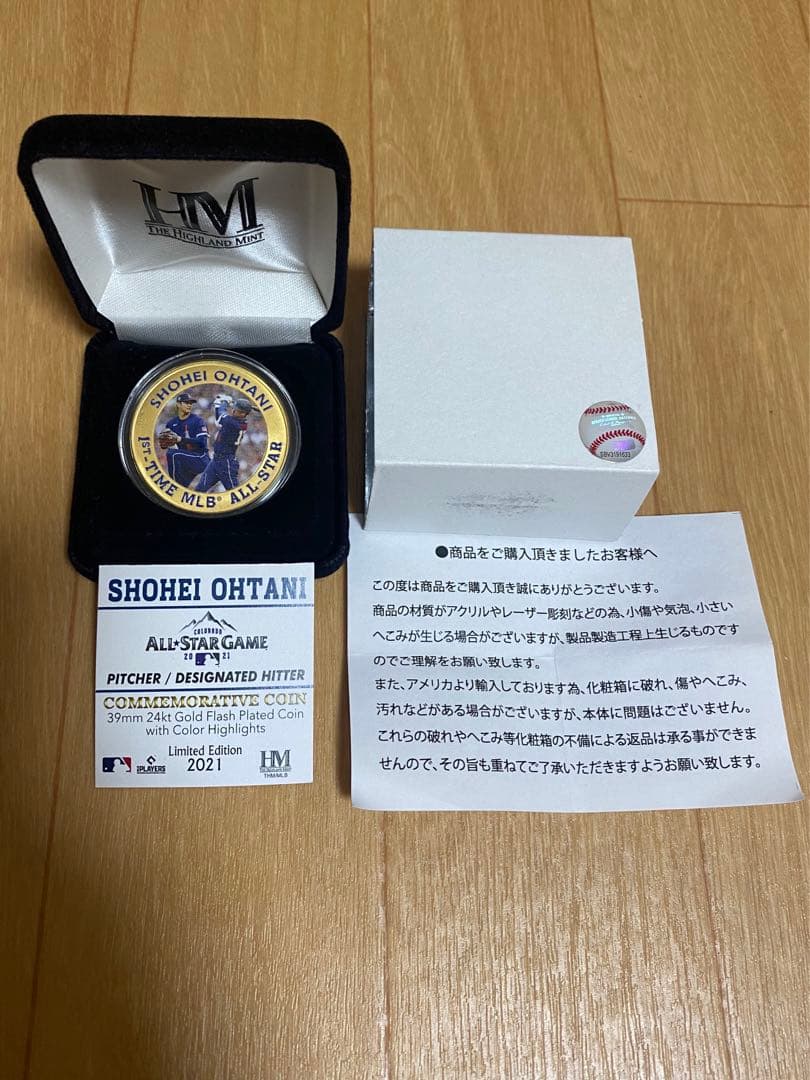 HM
THE HIGHLAND MINT
SHOHEI OHTANI
1ST-TIME MLB® ALL-STAR
SBV3191633
SHOHEI OHTANI
COLORADO
ALL★STAR GAME
20 21
PITCHER / DESIGNATED HITTER
COMMEMORATIVE COIN
39mm 24kt Gold Flash Plated Coin
with Color Highlights
Limited Edition
2021
PLAYERS
HM
THE HIGHLAND MINT
THM/MLB
●商品をご購入頂きましたお客様へ
この度は商品をご購入頂き誠にありがとうございます。
商品の材質がアクリルやレーザー彫刻などの為、小傷や気泡、小さい
へこみが生じる場合がございますが、製品製造工程上生じるものです
のでご理解をお願い致します。
また、アメリカより輸入しております為、化粧箱に破れ、傷やへこみ、
汚れなどがある場合がございますが、本体に問題はございません。
これらの破れやへこみ等化粧箱の不備による返品は承る事ができま
せんので、その旨も重ねてご了承いただきますようお願い致します。